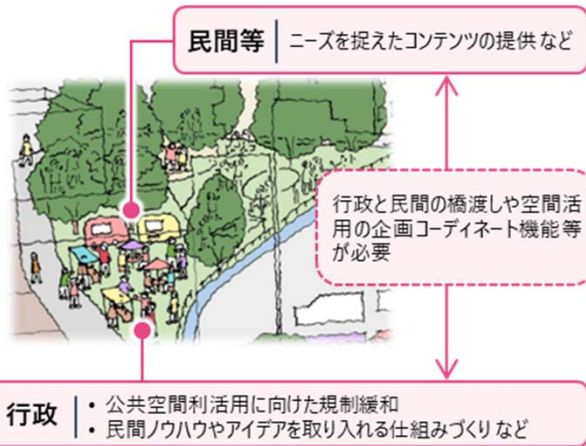 民間等 ニーズを捉えたコンテンツの提供 など
行政と民間の橋渡しや空間活
用の企画コーディネート機能等
が必要
行政 ・ 公共空間利活用に向けた規制緩和
・ 民間ノウハウやアイデアを取り入れる仕組みづくり など